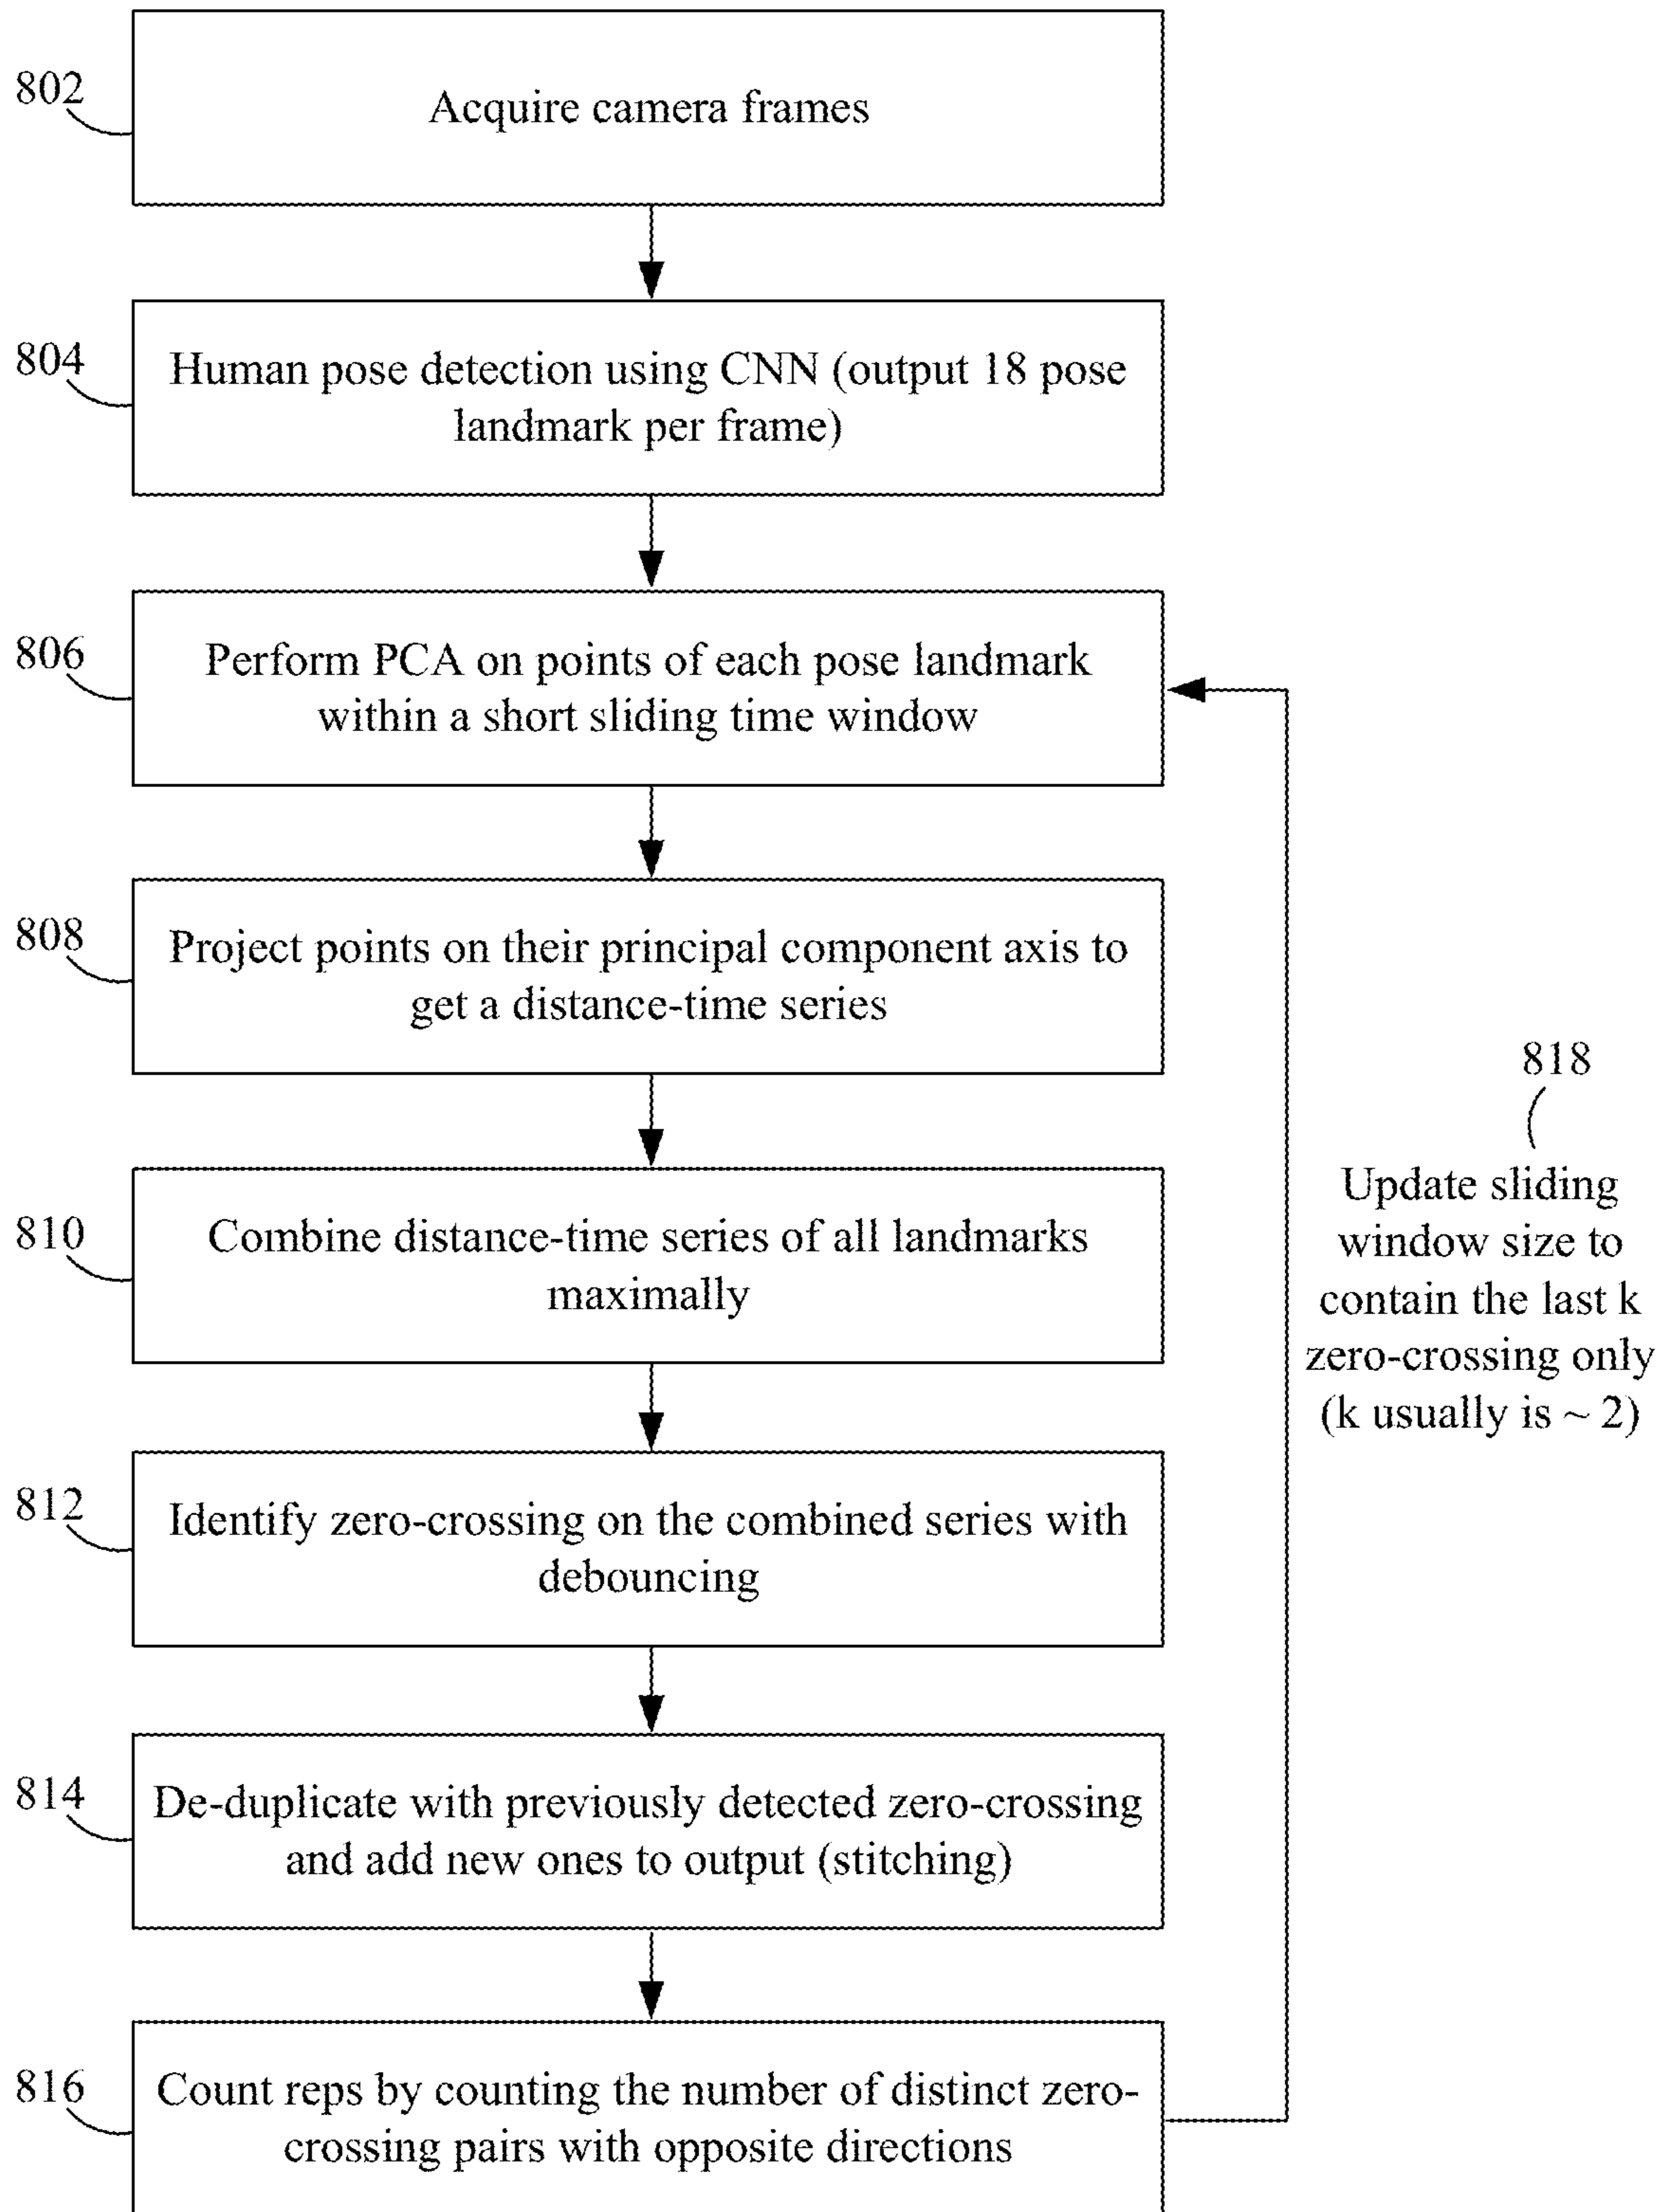 802
Acquire camera frames
804
Human pose detection using CNN (output 18 pose
landmark per frame)
806
Perform PCA on points of each pose landmark
within a short sliding time window
808
Project points on their principal component axis to
get a distance-time series
818
Update sliding
window size to
contain the last k
zero-crossing only
(k usually is ~ 2)
810
Combine distance-time series of all landmarks
maximally
812
Identify zero-crossing on the combined series with
debouncing
814
De-duplicate with previously detected zero-crossing
and add new ones to output (stitching)
816
Count reps by counting the number of distinct zero-
crossing pairs with opposite directions